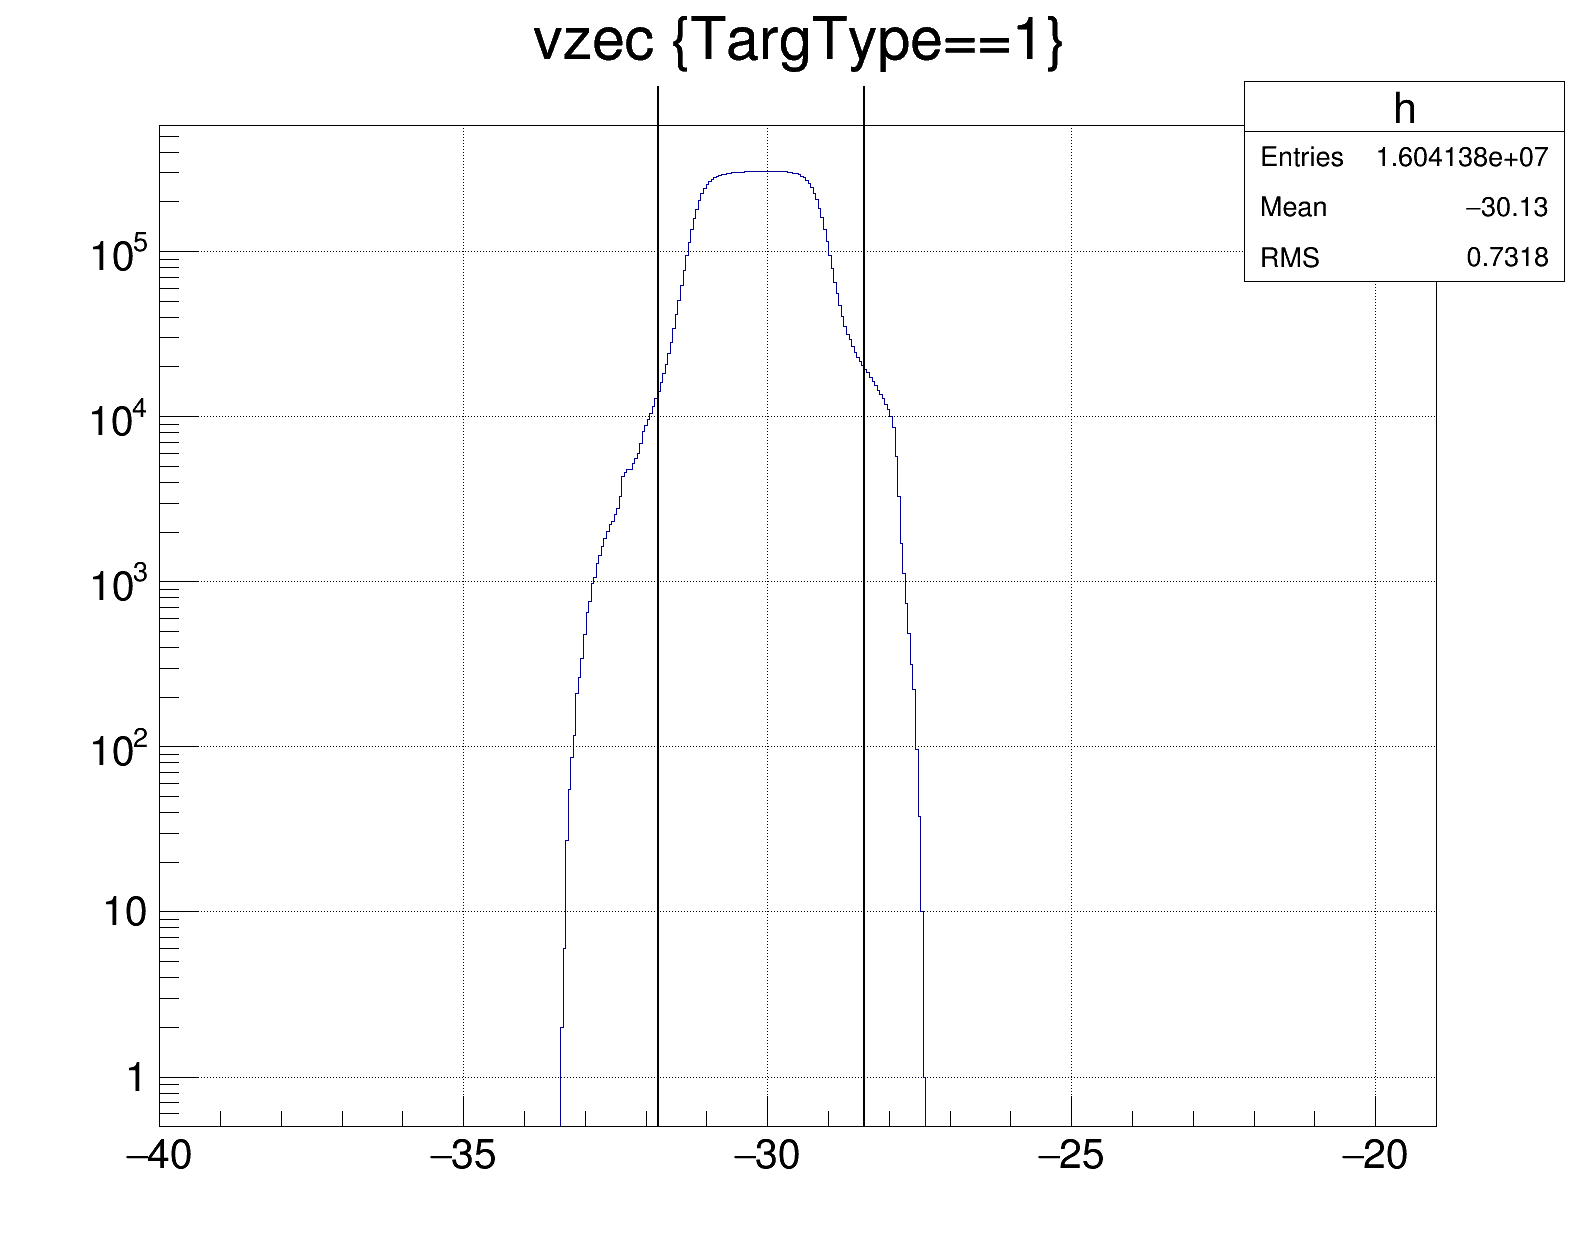 vzec {TargType==1}
h
Entries 1.604138e+07
Mean −30.13
RMS 0.7318
10^5
10^4
10^3
10^2
10
1
−40 −35 −30 −25 −20